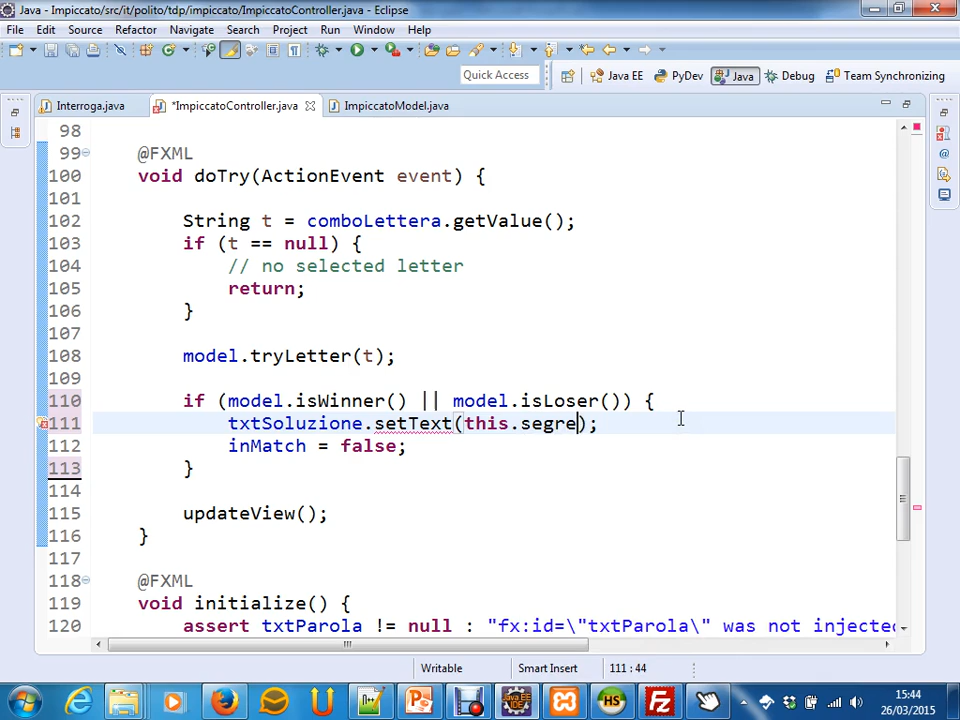 Java - Impiccato/src/it/polito/tdp/impiccato/ImpiccatoController.java - Eclipse
File Edit Source Refactor Navigate Search Project Run Window Help
Quick Access Java EE PyDev Java Debug Team Synchronizing
Interroga.java *ImpiccatoController.java ImpiccatoModel.java
98
99 @FXML
100 void doTry(ActionEvent event) {
101
102 String t = comboLettera.getValue();
103 if (t == null) {
104 // no selected letter
105 return;
106 }
107
108 model.tryLetter(t);
109
110 if (model.isWinner() || model.isLoser()) {
111 txtSoluzione.setText(this.segre);
112 inMatch = false;
113 }
114
115 updateView();
116 }
117
118 @FXML
119 void initialize() {
120 assert txtParola != null : "fx:id=\"txtParola\" was not injected
Writable Smart Insert 111 : 44
15:44
26/03/2015